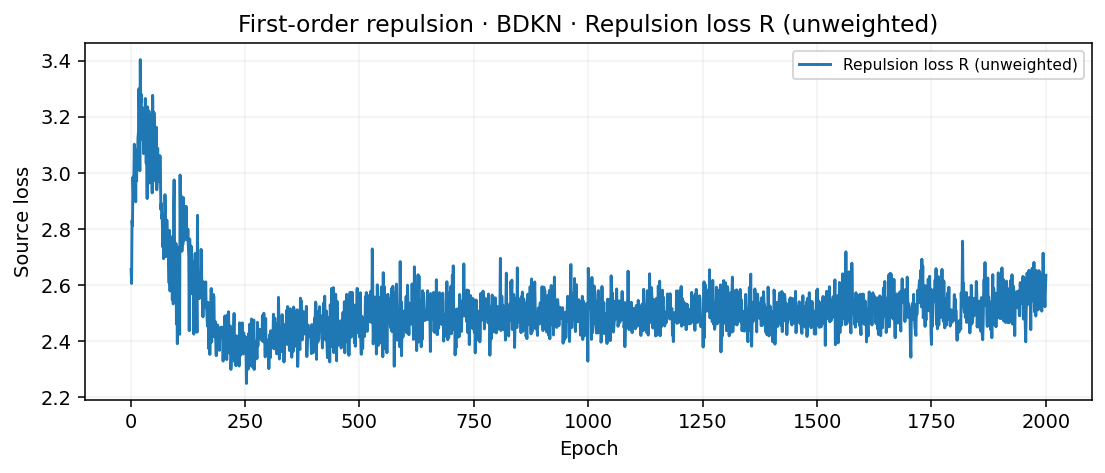 First-order repulsion · BDKN · Repulsion loss R (unweighted)
Repulsion loss R (unweighted)
Source loss
3.4
3.2
3.0
2.8
2.6
2.4
2.2
0 250 500 750 1000 1250 1500 1750 2000
Epoch